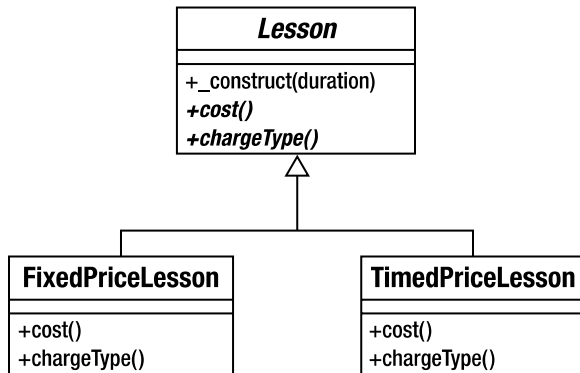 Lesson
+_construct(duration)
+cost()
+chargeType()
FixedPriceLesson
+cost()
+chargeType()
TimedPriceLesson
+cost()
+chargeType()